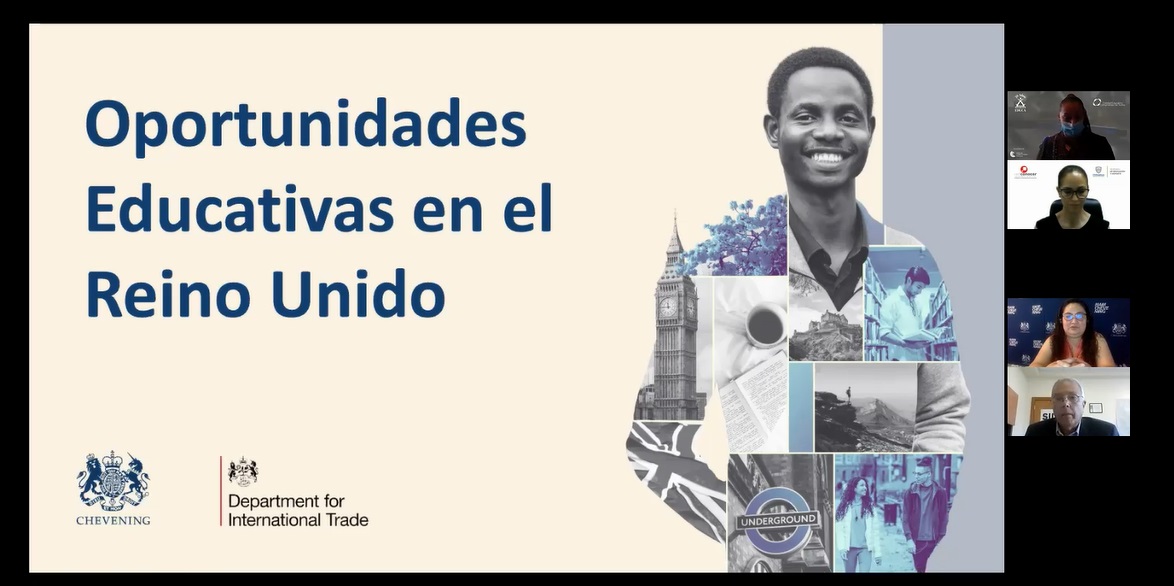 Oportunidades
Educativas en el
Reino Unido
CHEVENING
Department for
International Trade
UNDERGROUND